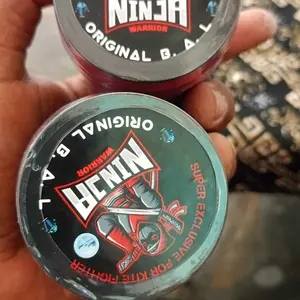 NINJA
WARRIOR
ORIGINAL B. A. L
ORIGINAL B. A. L
NINJA
WARRIOR
SUPER EXCLUSIVE FOR KITE FIGHTER